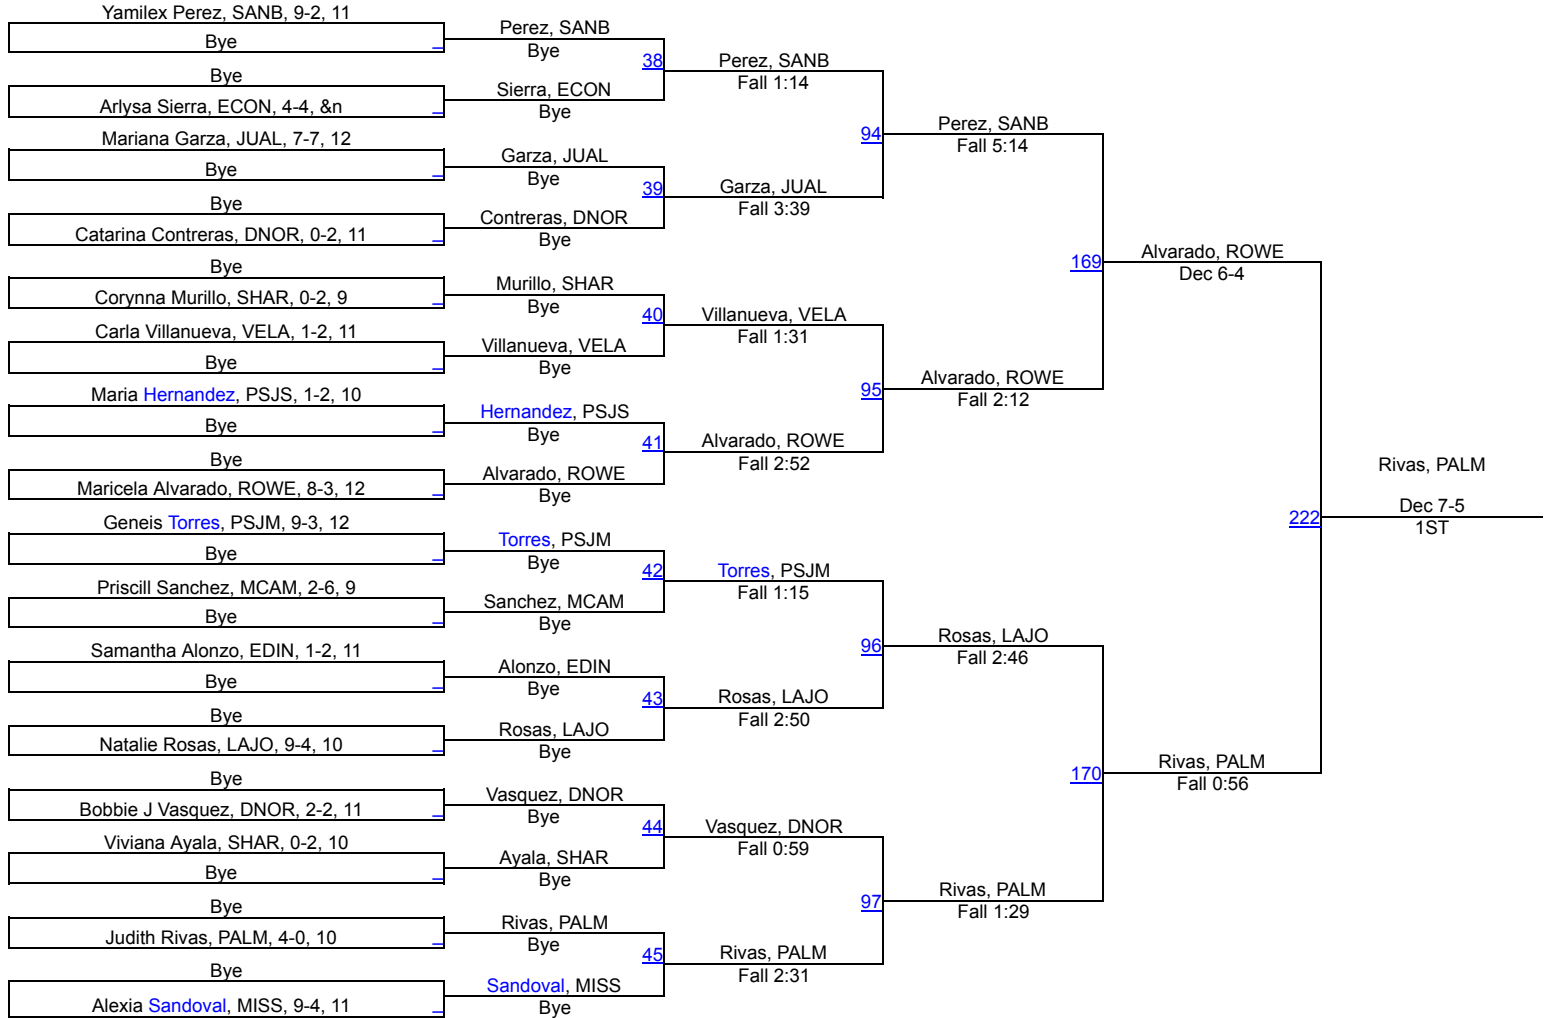 Yamilex Perez, SANB, 9-2, 11
Bye
Bye
Arlysa Sierra, ECON, 4-4, &n
Mariana Garza, JUAL, 7-7, 12
Bye
Bye
Catarina Contreras, DNOR, 0-2, 11
Bye
Corynna Murillo, SHAR, 0-2, 9
Carla Villanueva, VELA, 1-2, 11
Bye
Maria Hernandez, PSJS, 1-2, 10
Bye
Bye
Maricela Alvarado, ROWE, 8-3, 12
Geneis Torres, PSJM, 9-3, 12
Bye
Priscill Sanchez, MCAM, 2-6, 9
Bye
Samantha Alonzo, EDIN, 1-2, 11
Bye
Bye
Natalie Rosas, LAJO, 9-4, 10
Bye
Bobbie J Vasquez, DNOR, 2-2, 11
Viviana Ayala, SHAR, 0-2, 10
Bye
Bye
Judith Rivas, PALM, 4-0, 10
Bye
Alexia Sandoval, MISS, 9-4, 11
Perez, SANB
Bye
38
Sierra, ECON
Bye
Garza, JUAL
Bye
39
Contreras, DNOR
Bye
Murillo, SHAR
Bye
40
Villanueva, VELA
Bye
Hernandez, PSJS
Bye
41
Alvarado, ROWE
Bye
Torres, PSJM
Bye
42
Sanchez, MCAM
Bye
Alonzo, EDIN
Bye
43
Rosas, LAJO
Bye
Vasquez, DNOR
Bye
44
Ayala, SHAR
Bye
Rivas, PALM
Bye
45
Sandoval, MISS
Bye
Perez, SANB
Fall 1:14
94
Garza, JUAL
Fall 3:39
Villanueva, VELA
Fall 1:31
95
Alvarado, ROWE
Fall 2:52
Torres, PSJM
Fall 1:15
96
Rosas, LAJO
Fall 2:50
Vasquez, DNOR
Fall 0:59
97
Rivas, PALM
Fall 2:31
Perez, SANB
Fall 5:14
169
Alvarado, ROWE
Fall 2:12
Rosas, LAJO
Fall 2:46
170
Rivas, PALM
Fall 1:29
Alvarado, ROWE
Dec 6-4
222
Rivas, PALM
Fall 0:56
Rivas, PALM
Dec 7-5
1ST